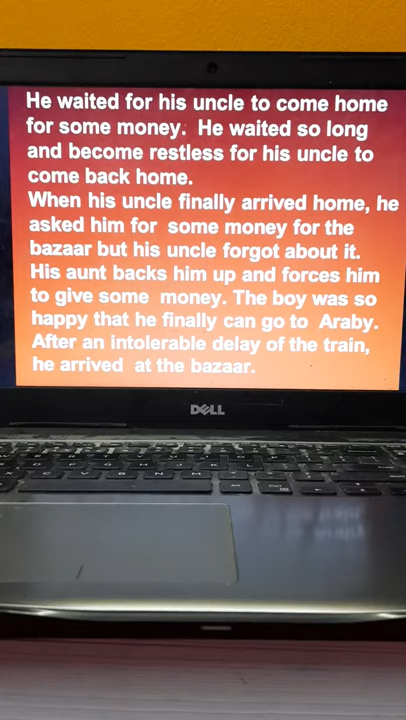 He waited for his uncle to come home
for some money. He waited so long
and become restless for his uncle to
come back home.
When his uncle finally arrived home, he
asked him for some money for the
bazaar but his uncle forgot about it.
His aunt backs him up and forces him
to give some money. The boy was so
happy that he finally can go to Araby.
After an intolerable delay of the train,
he arrived at the bazaar.
DELL